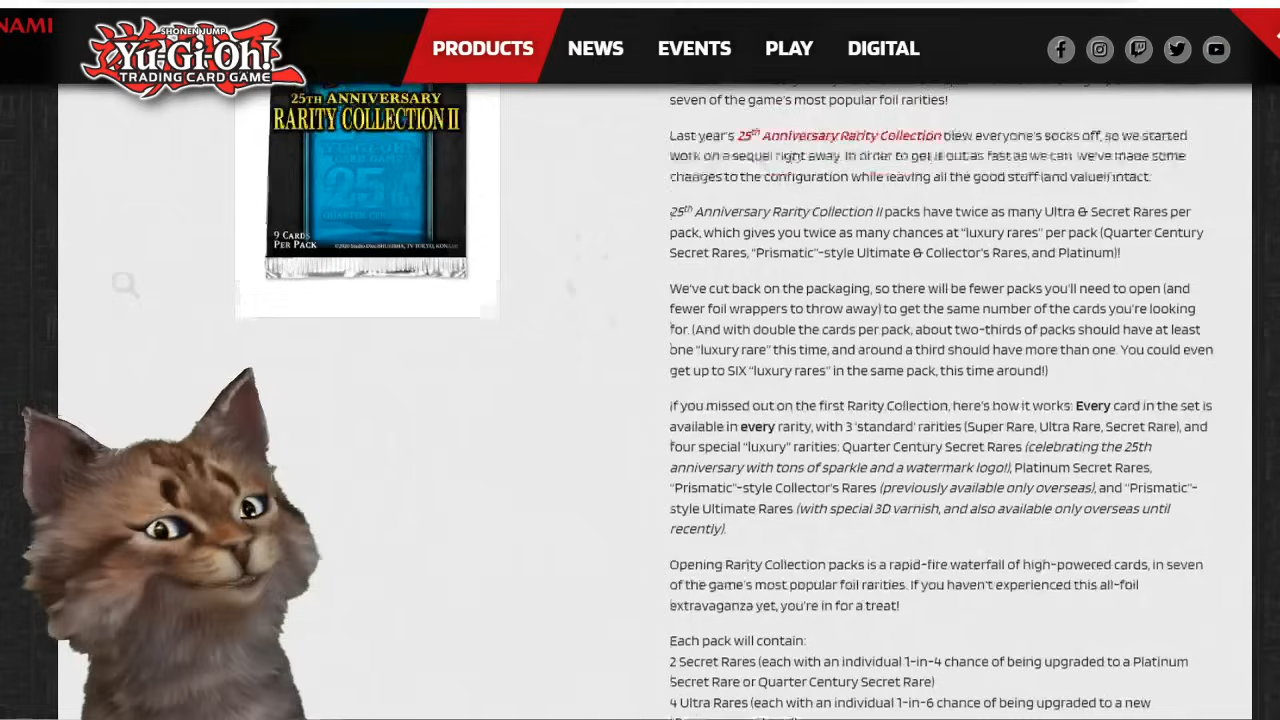 NAMI
SHONEN JUMP
Yu-Gi-Oh!
TRADING CARD GAME
PRODUCTS
NEWS
EVENTS
PLAY
DIGITAL
25TH ANNIVERSARY
RARITY COLLECTION II
YU-GI-OH!
25th
QUARTER CENTURY
9 CARDS
PER PACK
seven of the game's most popular foil rarities!
Last year's 25th Anniversary Rarity Collection blew everyone's socks off, so we started
work on a sequel right away. In order to get it out as fast as we can, we've made some
changes to the configuration while leaving all the good stuff (and value) intact.
25th Anniversary Rarity Collection II packs have twice as many Ultra & Secret Rares per
pack, which gives you twice as many chances at "luxury rares" per pack (Quarter Century
Secret Rares, "Prismatic"-style Ultimate & Collector's Rares, and Platinum)!
We've cut back on the packaging, so there will be fewer packs you'll need to open (and
fewer foil wrappers to throw away) to get the same number of the cards you're looking
for. (And with double the cards per pack, about two-thirds of packs should have at least
one "luxury rare" this time, and around a third should have more than one. You could even
get up to SIX "luxury rares" in the same pack, this time around!)
If you missed out on the first Rarity Collection, here's how it works: Every card in the set is
available in every rarity, with 3 'standard' rarities (Super Rare, Ultra Rare, Secret Rare), and
four special "luxury" rarities: Quarter Century Secret Rares (celebrating the 25th
anniversary with tons of sparkle and a watermark logo!), Platinum Secret Rares,
"Prismatic"-style Collector's Rares (previously available only overseas), and "Prismatic"-
style Ultimate Rares (with special 3D varnish, and also available only overseas until
recently).
Opening Rarity Collection packs is a rapid-fire waterfall of high-powered cards, in seven
of the game's most popular foil rarities. If you haven't experienced this all-foil
extravaganza yet, you're in for a treat!
Each pack will contain:
2 Secret Rares (each with an individual 1-in-4 chance of being upgraded to a Platinum
Secret Rare or Quarter Century Secret Rare)
4 Ultra Rares (each with an individual 1-in-6 chance of being upgraded to a new